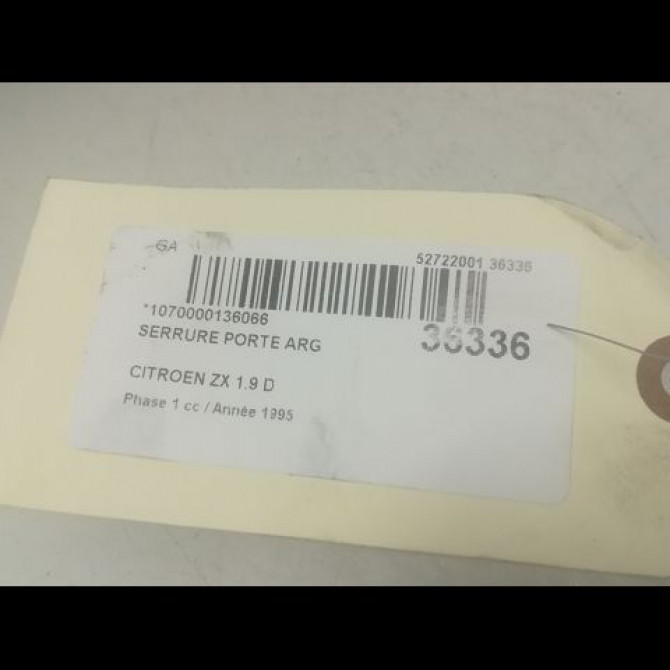 GA
52722001 36336
*1070000136066
36336
SERRURE PORTE ARG
CITROEN ZX 1.9 D
Phase 1 cc / Année 1995